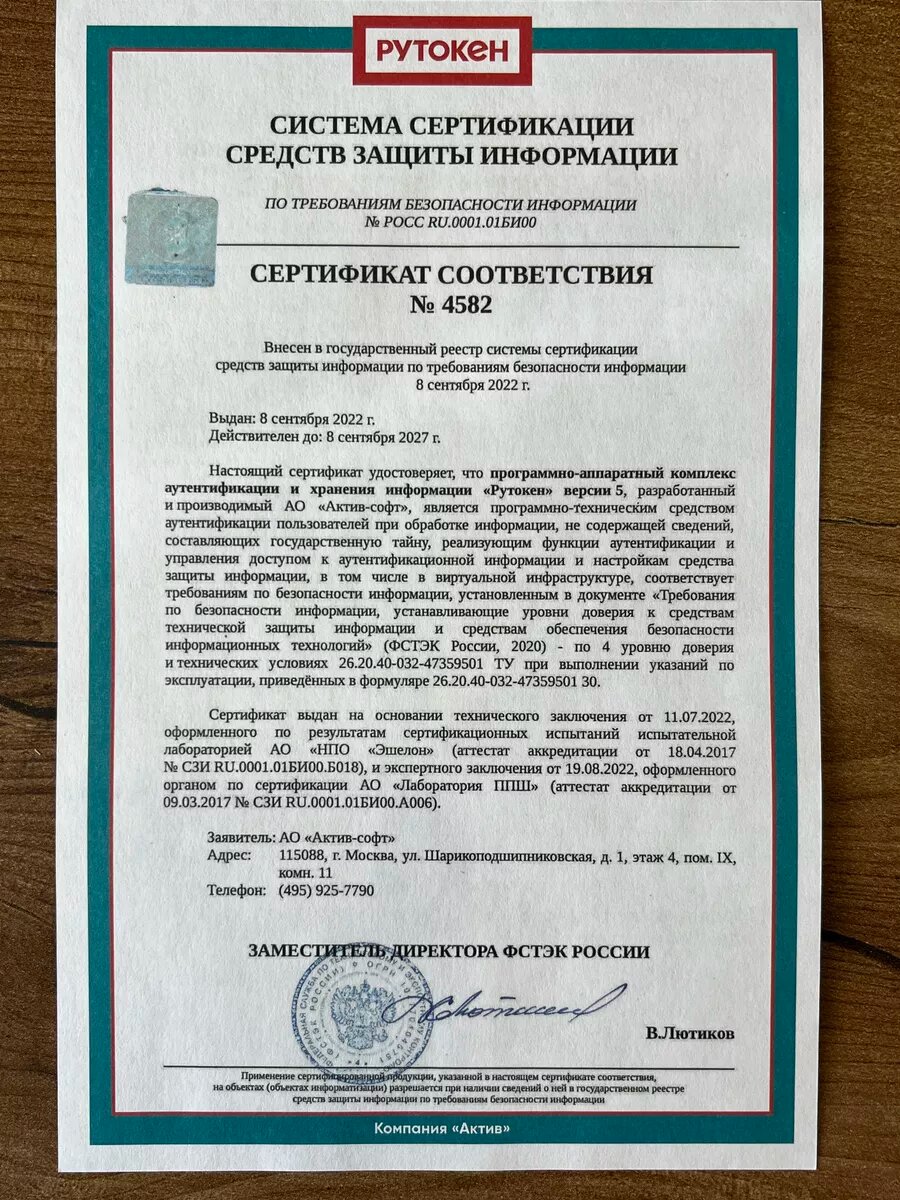 РУТОКЕН
СИСТЕМА СЕРТИФИКАЦИИ
СРЕДСТВ ЗАЩИТЫ ИНФОРМАЦИИ
ПО ТРЕБОВАНИЯМ БЕЗОПАСНОСТИ ИНФОРМАЦИИ
№ РОСС RU.0001.01БИ00
СЕРТИФИКАТ СООТВЕТСТВИЯ
№ 4582
Внесен в государственный реестр системы сертификации
средств защиты информации по требованиям безопасности информации
8 сентября 2022 г.
Выдан: 8 сентября 2022 г.
Действителен до: 8 сентября 2027 г.
Настоящий сертификат удостоверяет, что программно-аппаратный комплекс
аутентификации и хранения информации «Рутокен» версии 5, разработанный
и производимый АО «Актив-софт», является программно-техническим средством
аутентификации пользователей при обработке информации, не содержащей сведений,
составляющих государственную тайну, реализующим функции аутентификации и
управления доступом к аутентификационной информации и настройкам средства
защиты информации, в том числе в виртуальной инфраструктуре, соответствует
требованиям по безопасности информации, установленным в документе «Требования
по безопасности информации, устанавливающие уровни доверия к средствам
технической защиты информации и средствам обеспечения безопасности
информационных технологий» (ФСТЭК России, 2020) - по 4 уровню доверия
и технических условиях 26.20.40-032-47359501 ТУ при выполнении указаний по
эксплуатации, приведённых в формуляре 26.20.40-032-47359501 30.
Сертификат выдан на основании технического заключения от 11.07.2022,
оформленного по результатам сертификационных испытаний испытательной
лабораторией АО «НПО «Эшелон» (аттестат аккредитации от 18.04.2017
№ СЗИ RU.0001.01БИ00.Б018), и экспертного заключения от 19.08.2022, оформленного
органом по сертификации АО «Лаборатория ППШ» (аттестат аккредитации от
09.03.2017 № СЗИ RU.0001.01БИ00.А006).
Заявитель: АО «Актив-софт»
Адрес: 115088, г. Москва, ул. Шарикоподшипниковская, д. 1, этаж 4, пом. IX,
комн. 11
Телефон: (495) 925-7790
ЗАМЕСТИТЕЛЬ ДИРЕКТОРА ФСТЭК РОССИИ
В.Лютиков
Применение сертифицированной продукции, указанной в настоящем сертификате соответствия,
на объектах (объектах информатизации) разрешается при наличии сведений о ней в государственном реестре
средств защиты информации по требованиям безопасности информации
Компания «Актив»